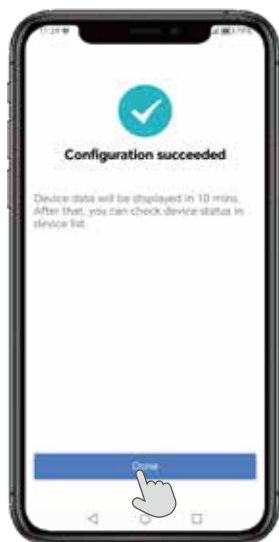 Configuration succeeded
Device data will be displayed in 10 mins.
After that, you can check device status in
device list.
Done